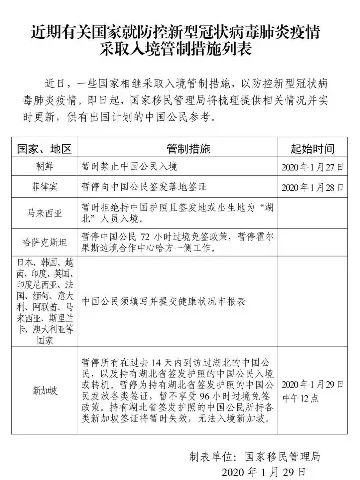 近期有关国家就防控新型冠状病毒肺炎疫情
采取入境管制措施列表
近日，一些国家相继采取入境管制措施，以防控新型冠状病
毒肺炎疫情。即日起，国家移民管理局将梳理提供相关情况并实
时更新，供有出国计划的中国公民参考。
国家、地区 管制措施 起始时间
朝鲜 暂时禁止中国公民入境 2020年1月27日
菲律宾 暂停向中国公民签发落地签证 2020年1月28日
马来西亚
暂时拒绝持中国护照且签发地或出生地为“湖
北”人员入境。
哈萨克斯坦
暂停中国公民72小时过境免签政策，暂停霍尔
果斯边境合作中心哈方一侧工作。
日本、韩国、越
南、印度、英国、
印度尼西亚、法
国、缅甸、意大
利、阿联酋、马
来西亚、斯里兰
卡、澳大利亚等
国家
中国公民须填写并提交健康状况申报表
新加坡
暂停所有在过去14天内到访过湖北的中国公
民，以及持有湖北省签发护照的中国公民入境
或转机。暂停为持有湖北省签发护照的中国公
民发放各类签证，暂不享受96小时过境免签
政策。持有湖北省签发护照的中国公民所持各
类新加坡签证将暂时失效，无法入境新加坡。
2020年1月29日
中午12点
制表单位：国家移民管理局
2020年1月29日